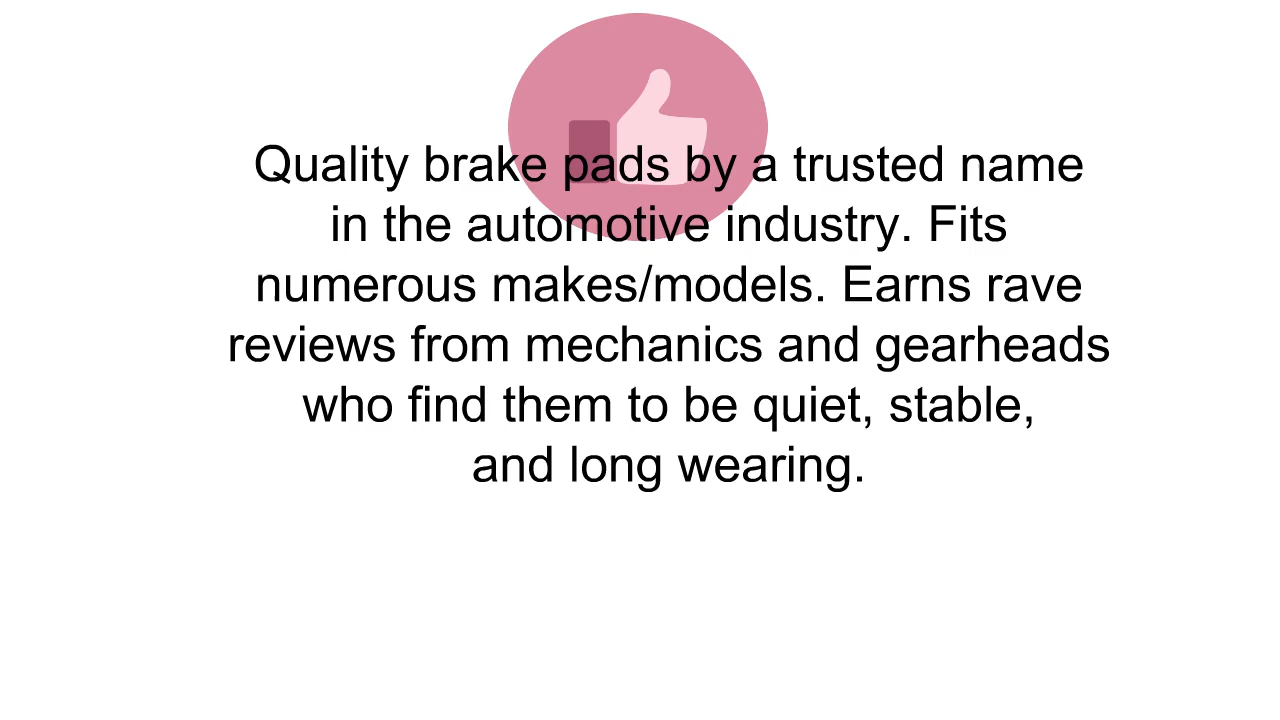 Quality brake pads by a trusted name
in the automotive industry. Fits
numerous makes/models. Earns rave
reviews from mechanics and gearheads
who find them to be quiet, stable,
and long wearing.